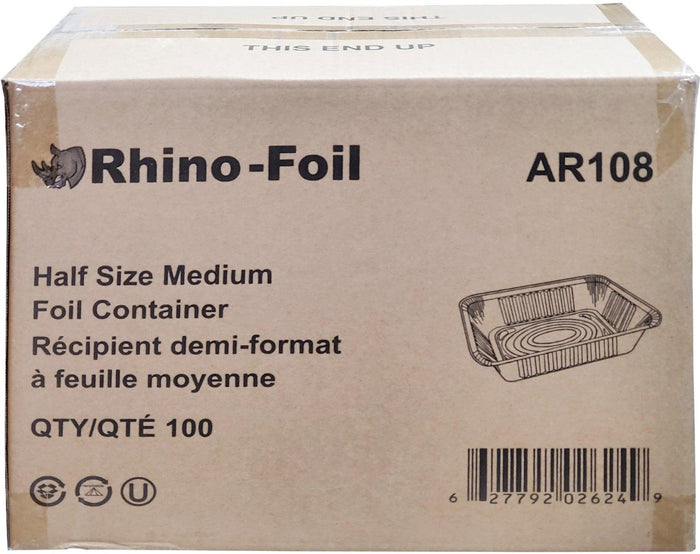 THIS END UP
THIS END UP
Rhino-Foil
AR108
Half Size Medium
Foil Container
Récipient demi-format
à feuille moyenne
QTY/QTÉ 100
U
6 27792 02624 9